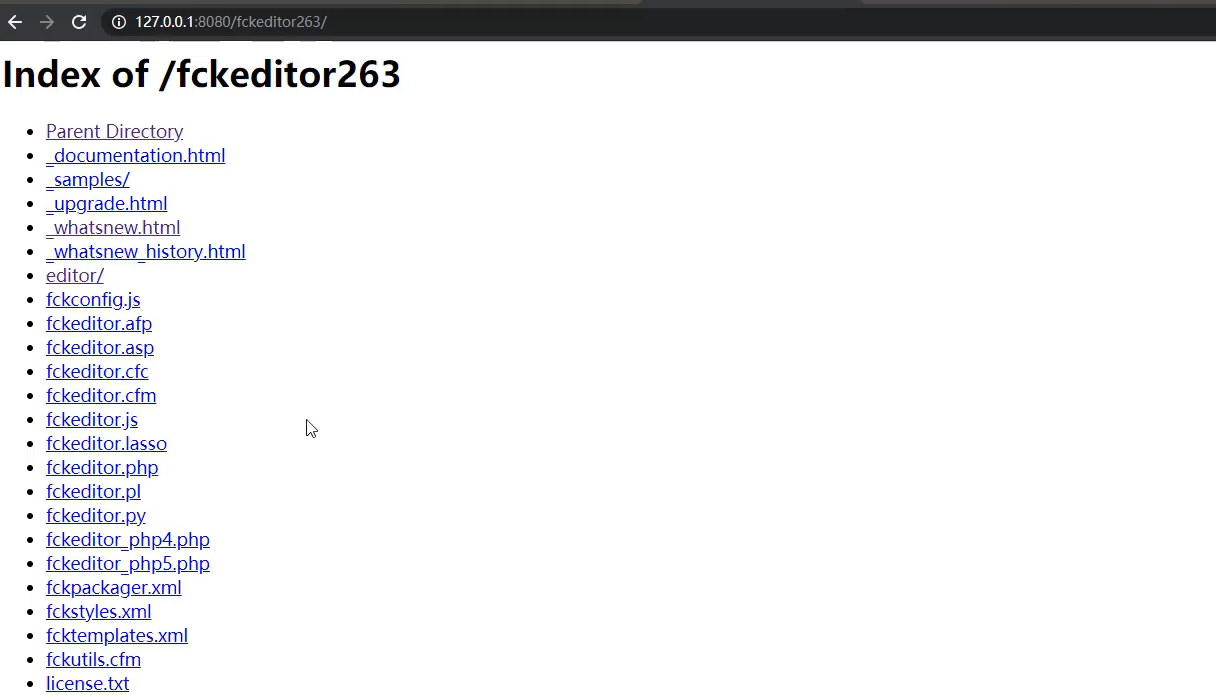 127.0.0.1:8080/fckeditor263/
Index of /fckeditor263
Parent Directory
_documentation.html
_samples/
_upgrade.html
_whatsnew.html
_whatsnew_history.html
editor/
fckconfig.js
fckeditor.afp
fckeditor.asp
fckeditor.cfc
fckeditor.cfm
fckeditor.js
fckeditor.lasso
fckeditor.php
fckeditor.pl
fckeditor.py
fckeditor_php4.php
fckeditor_php5.php
fckpackager.xml
fckstyles.xml
fcktemplates.xml
fckutils.cfm
license.txt